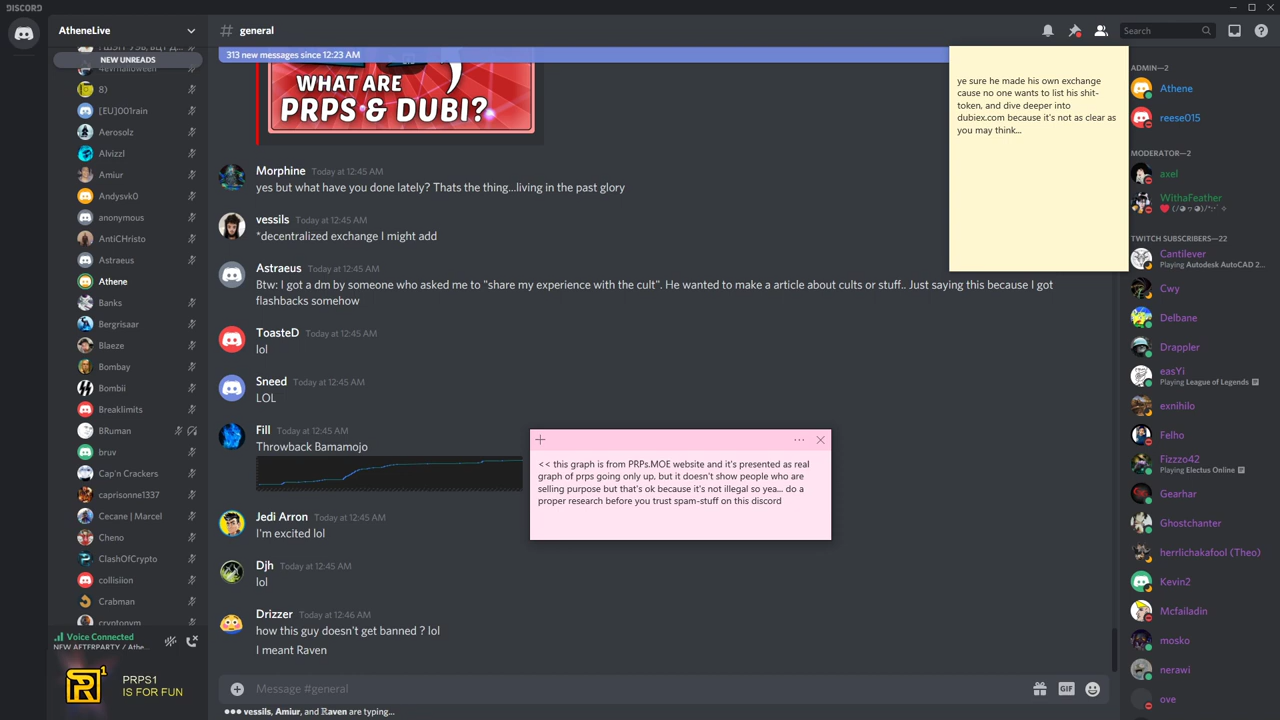 DISCORD
AtheneLive
general
Search
313 new messages since 12:23 AM
NEW UNREADS
4evrhalloween
8)
[EU]001rain
Aerosolz
Alvizzl
Amiur
Andysvk0
anonymous
AntiCHristo
Astraeus
Athene
Banks
Bergrisaar
Blaeze
Bombay
Bombii
Breaklimits
BRuman
bruv
Cap'n Crackers
caprisonne1337
Cecane | Marcel
Cheno
ClashOfCrypto
collisiion
Crabman
cryptonym
Voice Connected
NEW AFTERPARTY / Athe...
PRPS1
IS FOR FUN
WHAT ARE
PRPS & DUBI?
Morphine Today at 12:45 AM
yes but what have you done lately? Thats the thing...living in the past glory
vessils Today at 12:45 AM
*decentralized exchange I might add
Astraeus Today at 12:45 AM
Btw: I got a dm by someone who asked me to "share my experience with the cult". He wanted to make a article about cults or stuff.. Just saying this because I got
flashbacks somehow
ToasteD Today at 12:45 AM
lol
Sneed Today at 12:45 AM
LOL
Fill Today at 12:45 AM
Throwback Bamamojo
<< this graph is from PRPs.MOE website and it's presented as real
graph of prps going only up, but it doesn't show people who are
selling purpose but that's ok because it's not illegal so yea... do a
proper research before you trust spam-stuff on this discord
Jedi Arron Today at 12:45 AM
I'm excited lol
Djh Today at 12:45 AM
lol
Drizzer Today at 12:46 AM
how this guy doesn't get banned ? lol
I meant Raven
Message #general
GIF
vessils, Amiur, and Raven are typing...
ye sure he made his own exchange
cause no one wants to list his shit-
token, and dive deeper into
dubiex.com because it's not as clear as
you may think...
ADMIN—2
Athene
reese015
MODERATOR—2
axel
WithaFeather
TWITCH SUBSCRIBERS—22
Cantilever
Playing Autodesk AutoCAD 2...
Cwy
Delbane
Drappler
easYi
Playing League of Legends
exnihilo
Felho
Fizzzo42
Playing Electus Online
Gearhar
Ghostchanter
herrlichakafool (Theo)
Kevin2
Mcfailadin
mosko
nerawi
ove